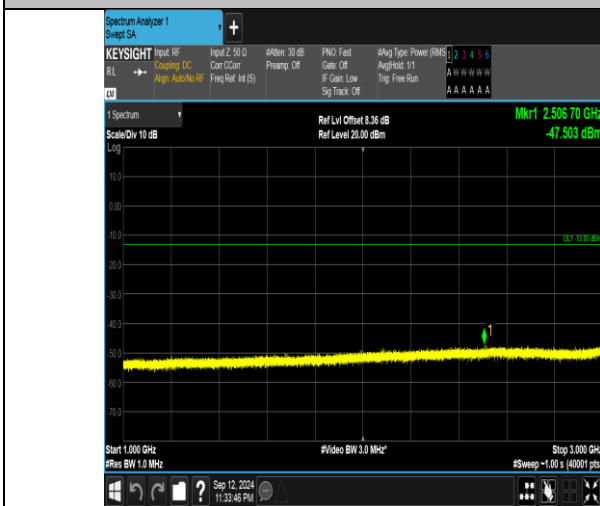 Spectrum Analyzer 1
Swept SA
+
KEYSIGHT Input: RF Input Z: 50 Ω #Atten: 30 dB PNO: Fast #Avg Type: Power (RMS 1 2 3 4 5 6
RL Coupling: DC Corr CCorr Preamp: Off Gate: Off Avg|Hold: 1/1 A W W W W W
Align: Auto/No RF Freq Ref: Int (S) IF Gain: Low Trig: Free Run
Sig Track: Off A A A A A A
LXI
1 Spectrum Ref Lvl Offset 8.36 dB Mkr1 2.506 70 GHz
Scale/Div 10 dB Ref Level 20.00 dBm -47.503 dBm
Log
10.0
0.00
-10.0
DL1 -13.00 dBm
-20.0
-30.0
-40.0
1
-50.0
-60.0
-70.0
Start 1.000 GHz #Video BW 3.0 MHz* Stop 3.000 GHz
#Res BW 1.0 MHz #Sweep ~1.00 s (40001 pts
? Sep 12, 2024
11:33:46 PM